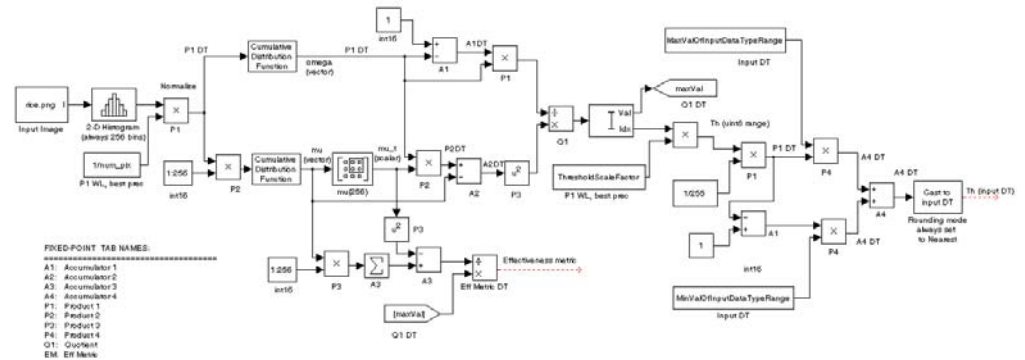 1
int16
A1DT
A1
P1
MaxValOfInputDataTypeRange
Input DT
P1 DT
Cumulative
Distribution
Function
P1 DT
omega
(vector)
rice.png
I
Input Image
2-D Histogram
(always 256 bins)
Normalize
P1
1/num_pix
P1 WL, best prec
Q1
Val
Idx
maxVal
Q1 DT
Th (uint8 range)
ThresholdScaleFactor
P1 WL, best prec
P1
P1 DT
P4
A4 DT
1:256
int16
P2
Cumulative
Distribution
Function
mu
(vector)
mu(256)
mu_t
(scalar)
P2DT
P2
A2DT
A2
u2
P3
1/255
A4 DT
A4
Cast to
input DT
Th (input DT)
Rounding mode
always set
to Nearest
u2
P3
1
int16
A1
P4
A4 DT
1:256
int16
P3
A3
A3
Effectiveness metric
Eff Metric DT
[maxVal]
Q1 DT
MinValOfInputDataTypeRange
Input DT
FIXED-POINT TAB NAMES:
A1: Accumulator 1
A2: Accumulator 2
A3: Accumulator 3
A4: Accumulator 4
P1: Product 1
P2: Product 2
P3: Product 3
P4: Product 4
Q1: Quotient
EM: Eff Metric